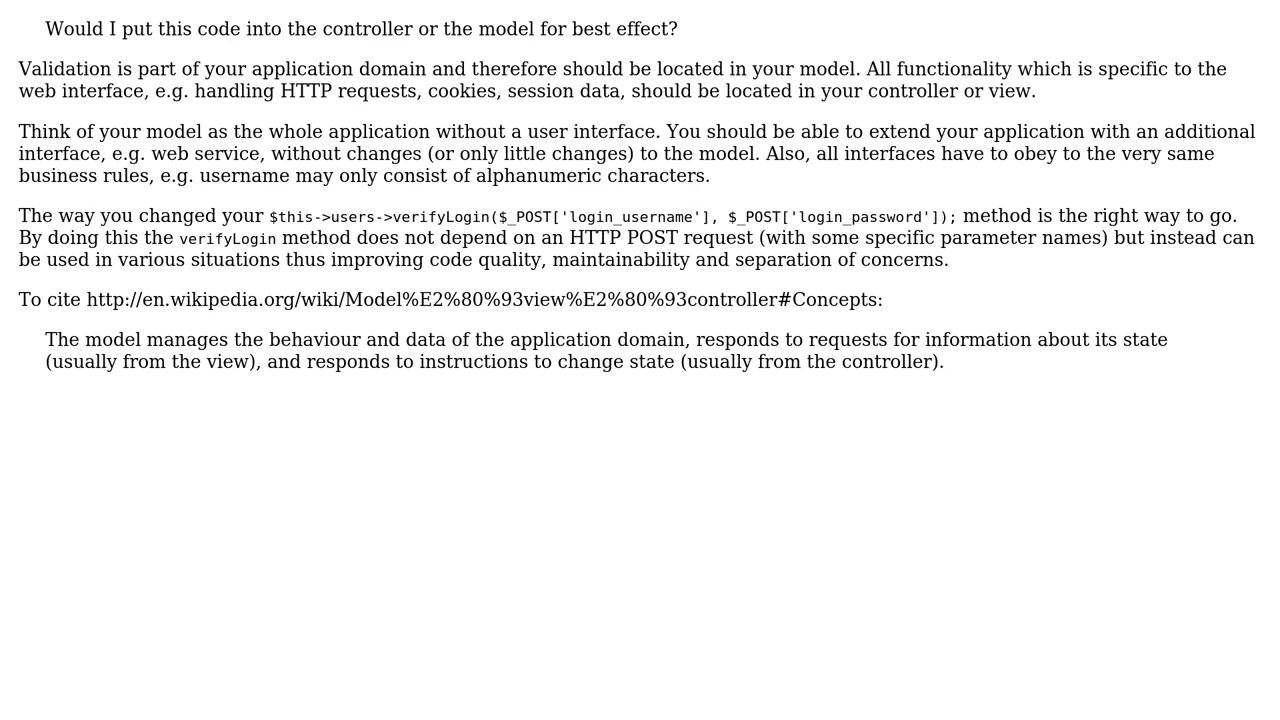 Would I put this code into the controller or the model for best effect?
Validation is part of your application domain and therefore should be located in your model. All functionality which is specific to the
web interface, e.g. handling HTTP requests, cookies, session data, should be located in your controller or view.
Think of your model as the whole application without a user interface. You should be able to extend your application with an additional
interface, e.g. web service, without changes (or only little changes) to the model. Also, all interfaces have to obey to the very same
business rules, e.g. username may only consist of alphanumeric characters.
The way you changed your $this->users->verifyLogin($_POST['login_username'], $_POST['login_password']); method is the right way to go.
By doing this the verifyLogin method does not depend on an HTTP POST request (with some specific parameter names) but instead can
be used in various situations thus improving code quality, maintainability and separation of concerns.
To cite http://en.wikipedia.org/wiki/Model%E2%80%93view%E2%80%93controller#Concepts:
The model manages the behaviour and data of the application domain, responds to requests for information about its state
(usually from the view), and responds to instructions to change state (usually from the controller).